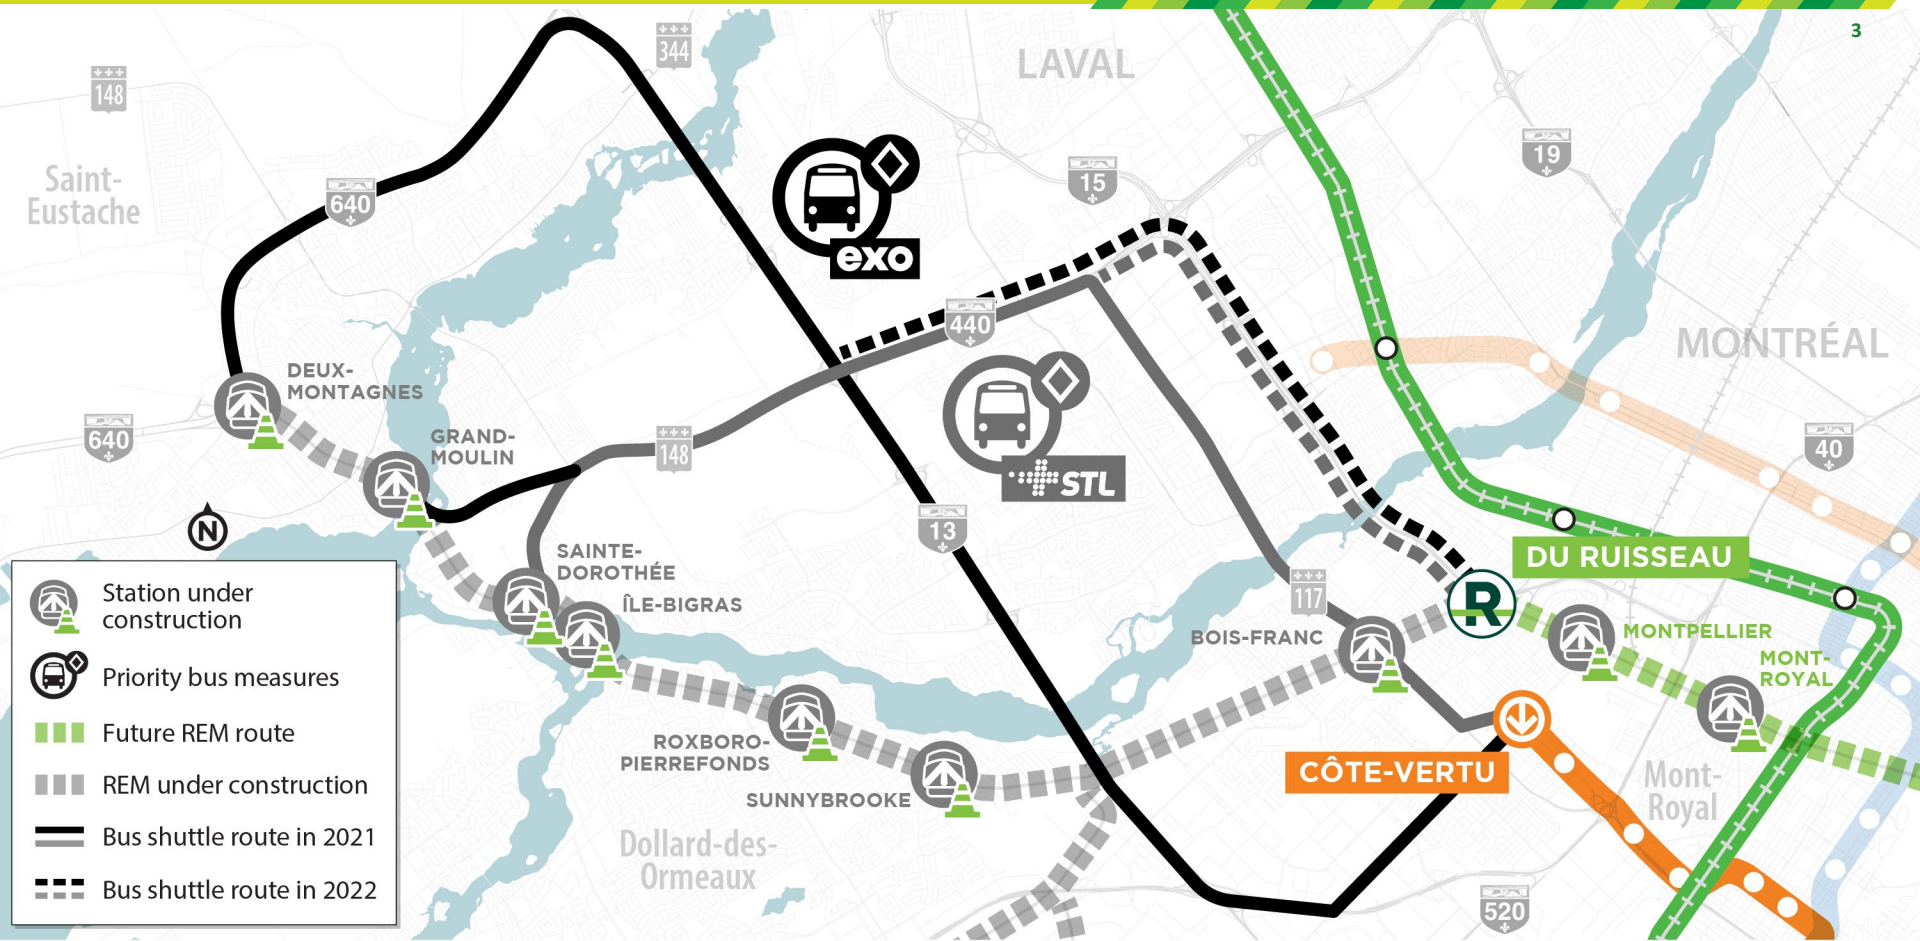 3
344
LAVAL
148
19
15
Saint-
Eustache
640
exo
440
MONTRÉAL
DEUX-
MONTAGNES
640
GRAND-
MOULIN
148
40
STL
N
13
SAINTE-
DOROTHÉE
DU RUISSEAU
ÎLE-BIGRAS
117
R
BOIS-FRANC
MONTPELLIER
MONT-
ROYAL
ROXBORO-
PIERREFONDS
SUNNYBROOKE
CÔTE-VERTU
Mont-
Royal
Dollard-des-
Ormeaux
520
Station under
construction
Priority bus measures
Future REM route
REM under construction
Bus shuttle route in 2021
Bus shuttle route in 2022